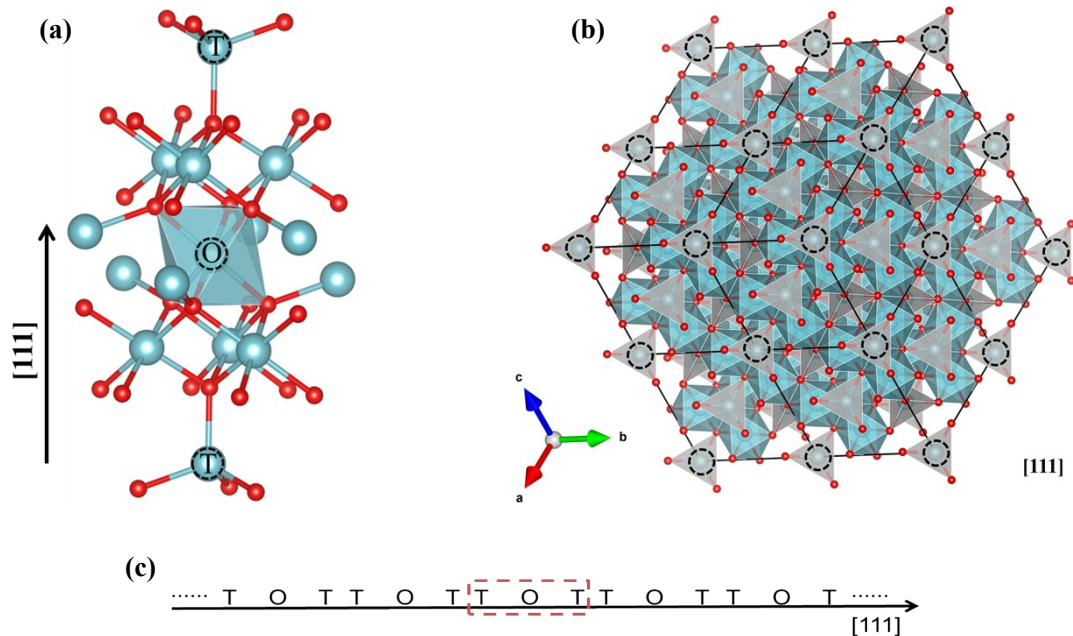 (a)
T
O
T
[111]
(b)
c
b
a
[111]
(c)
...... T O T T O T T O T T O T T O T ......
[111]